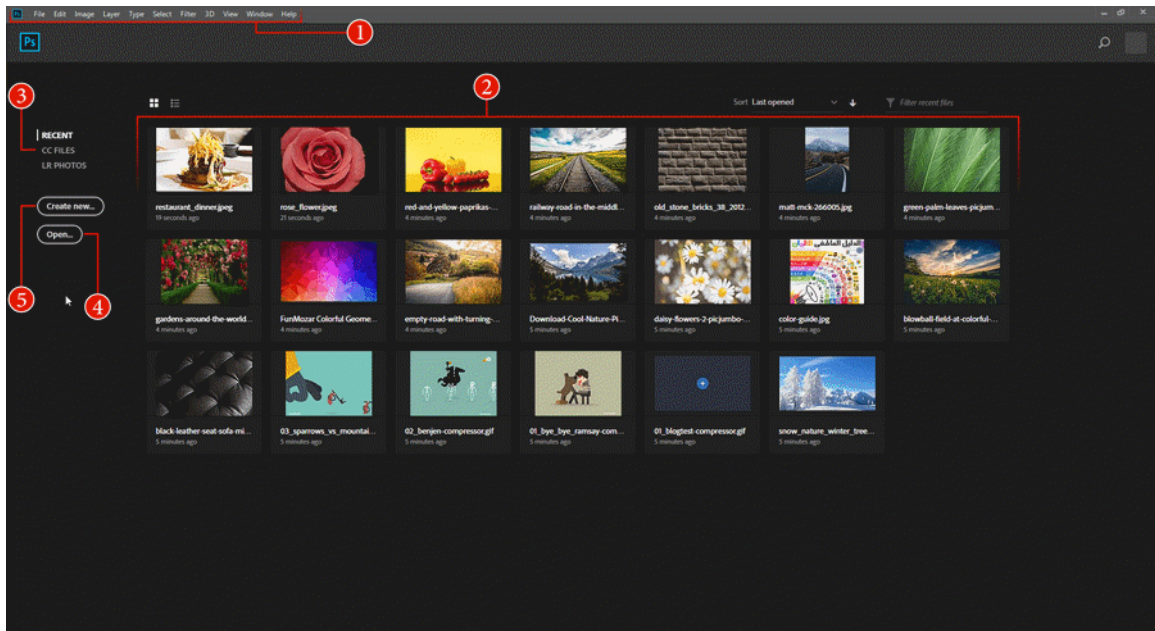 Ps File Edit Image Layer Type Select Filter 3D View Window Help
1
Ps
2
3
Sort Last opened Filter recent files
RECENT
CC FILES
LR PHOTOS
Create new...
Open...
5
4
restaurant_dinner.jpeg rose_flower.jpeg red-and-yellow-paprikas-... railway-road-in-the-middl... old_stone_bricks_38_2012... matt-mck-266005.jpg green-palm-leaves-picjum...
19 seconds ago 21 seconds ago 4 minutes ago 4 minutes ago 4 minutes ago 4 minutes ago 4 minutes ago
الدليل العاطفي للألوان
gardens-around-the-world... FunMozar Colorful Geome... empty-road-with-turning-... Download-Cool-Nature-Pi... daisy-flowers-2-picjumbo-... color-guide.jpg blowball-field-at-colorful-...
4 minutes ago 4 minutes ago 4 minutes ago 5 minutes ago 5 minutes ago 5 minutes ago 5 minutes ago
black-leather-seat-sofa-mi... 03_sparrows_vs_mountai... 02_benjen-compressor.gif 01_bye_bye_ramsay-com... 01_blogtest-compressor.gif snow_nature_winter_tree...
5 minutes ago 5 minutes ago 5 minutes ago 5 minutes ago 5 minutes ago 5 minutes ago